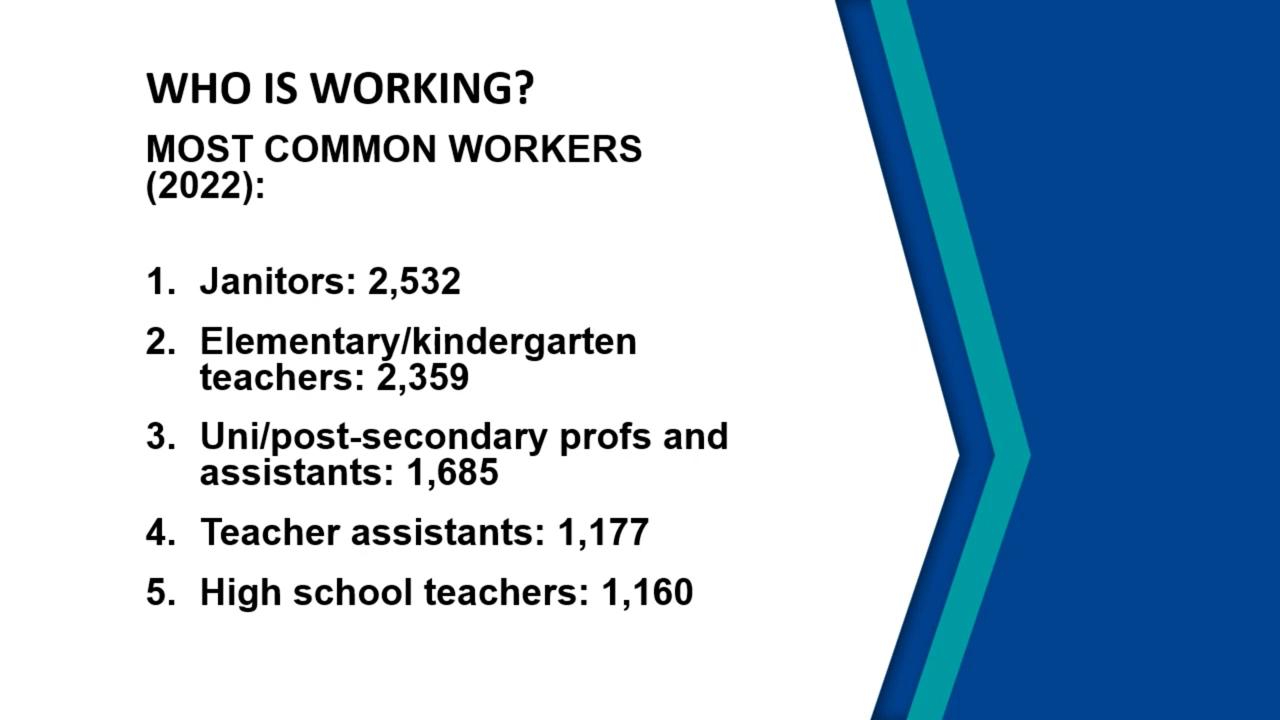 WHO IS WORKING?
MOST COMMON WORKERS
(2022):
1. Janitors: 2,532
2. Elementary/kindergarten
teachers: 2,359
3. Uni/post-secondary profs and
assistants: 1,685
4. Teacher assistants: 1,177
5. High school teachers: 1,160